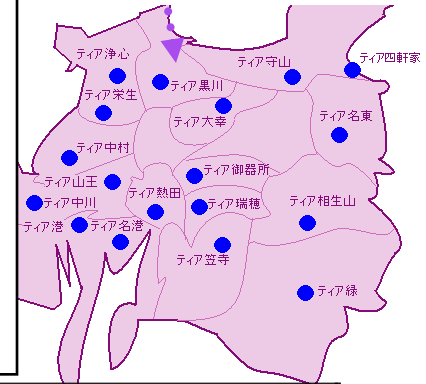 ティア浄心
ティア守山
ティア四軒家
ティア黒川
ティア栄生
ティア大幸
ティア名東
ティア中村
ティア御器所
ティア山王
ティア熱田
ティア中川
ティア瑞穂
ティア相生山
ティア港
ティア名港
ティア笠寺
ティア緑